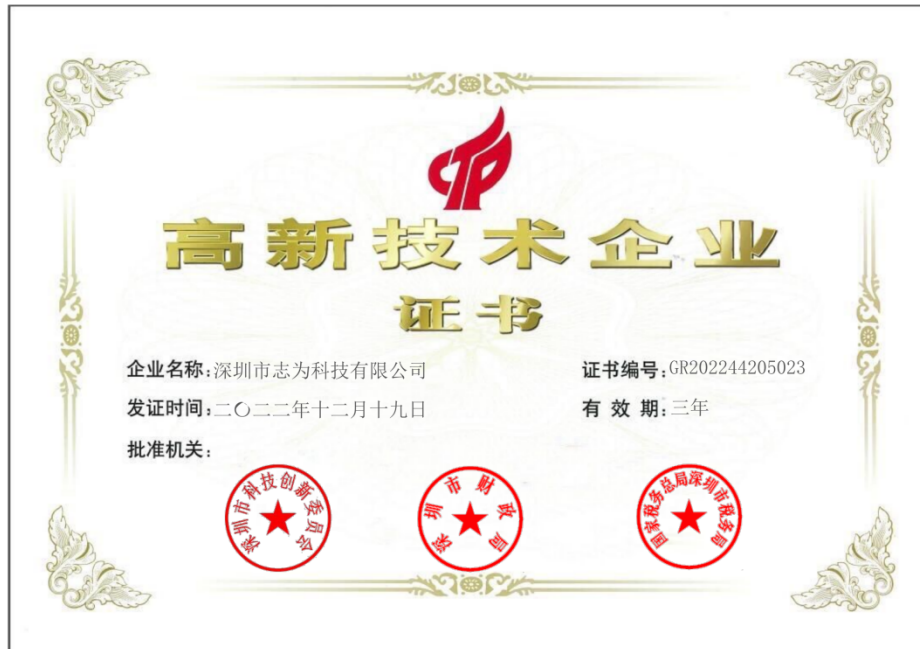 CTP
高新技术企业
证书
企业名称:深圳市志为科技有限公司
证书编号:GR202244205023
发证时间:二〇二二年十二月十九日
有效期:三年
批准机关:
深圳市科技创新委员会
深圳市财政局
国家税务总局深圳市税务局